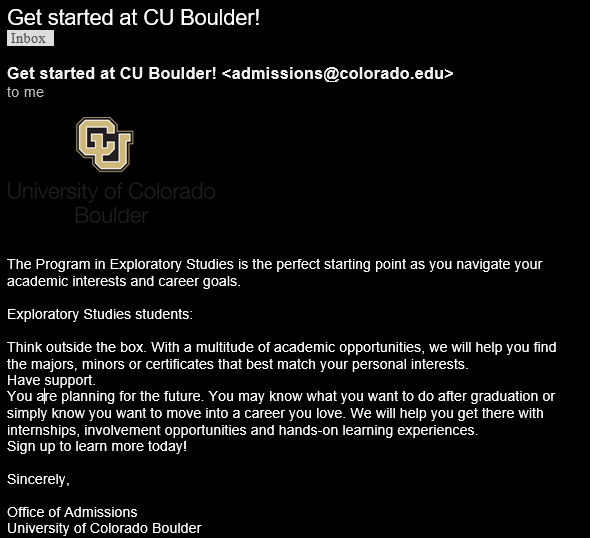 Get started at CU Boulder!
Inbox
Get started at CU Boulder! <admissions@colorado.edu>
to me
CU
University of Colorado
Boulder
The Program in Exploratory Studies is the perfect starting point as you navigate your
academic interests and career goals.
Exploratory Studies students:
Think outside the box. With a multitude of academic opportunities, we will help you find
the majors, minors or certificates that best match your personal interests.
Have support.
You are planning for the future. You may know what you want to do after graduation or
simply know you want to move into a career you love. We will help you get there with
internships, involvement opportunities and hands-on learning experiences.
Sign up to learn more today!
Sincerely,
Office of Admissions
University of Colorado Boulder